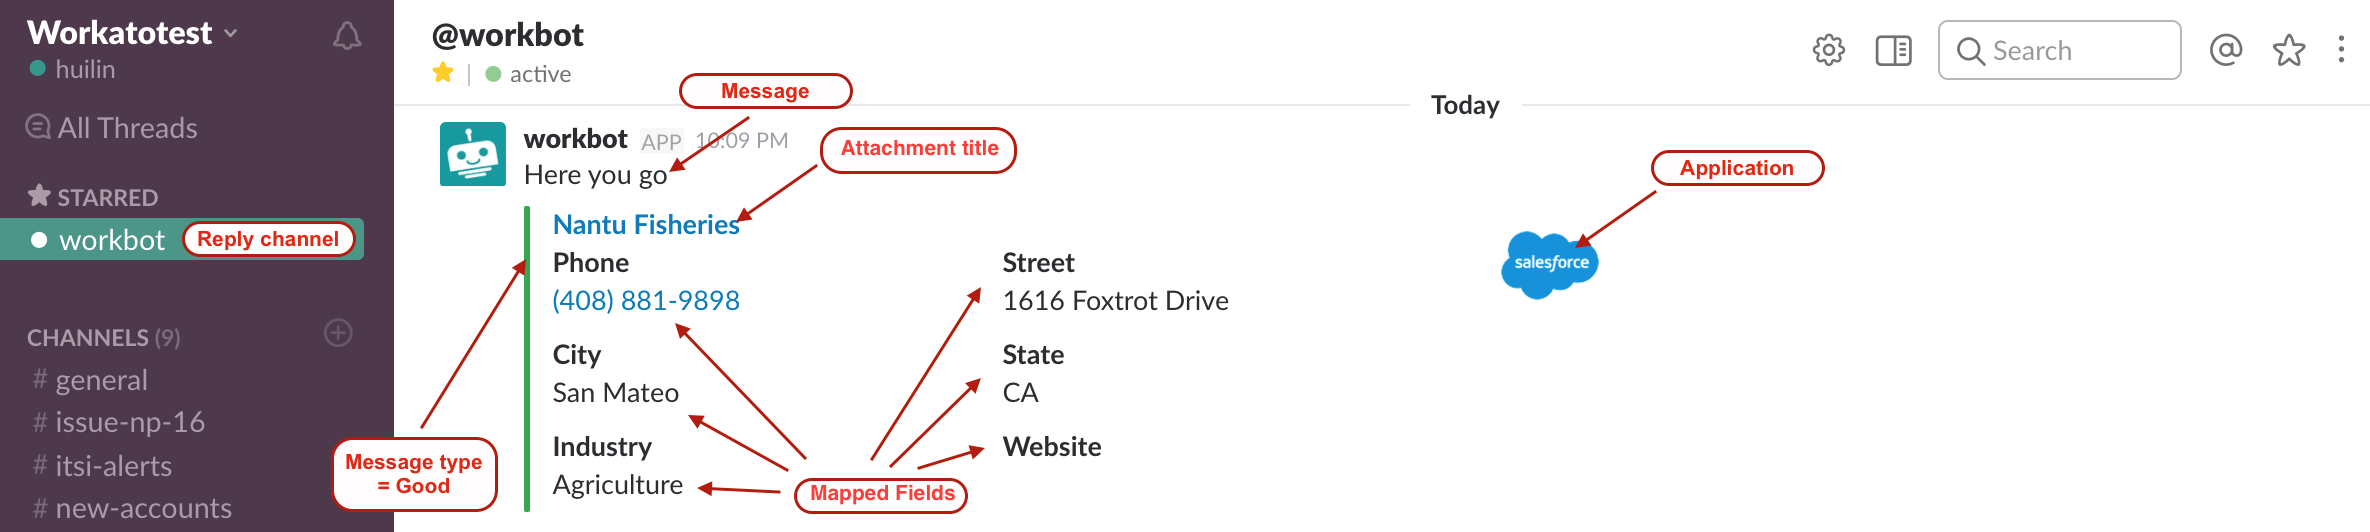 Workatotest
huilin
All Threads
STARRED
workbot
Reply channel
CHANNELS (9)
# general
# issue-np-16
# itsi-alerts
# new-accounts
@workbot
active
Search
Today
Message
workbot APP 10:09 PM
Here you go
Attachment title
Application
Nantu Fisheries
Phone
(408) 881-9898
Street
1616 Foxtrot Drive
salesforce
City
San Mateo
State
CA
Industry
Agriculture
Website
Message type
= Good
Mapped Fields